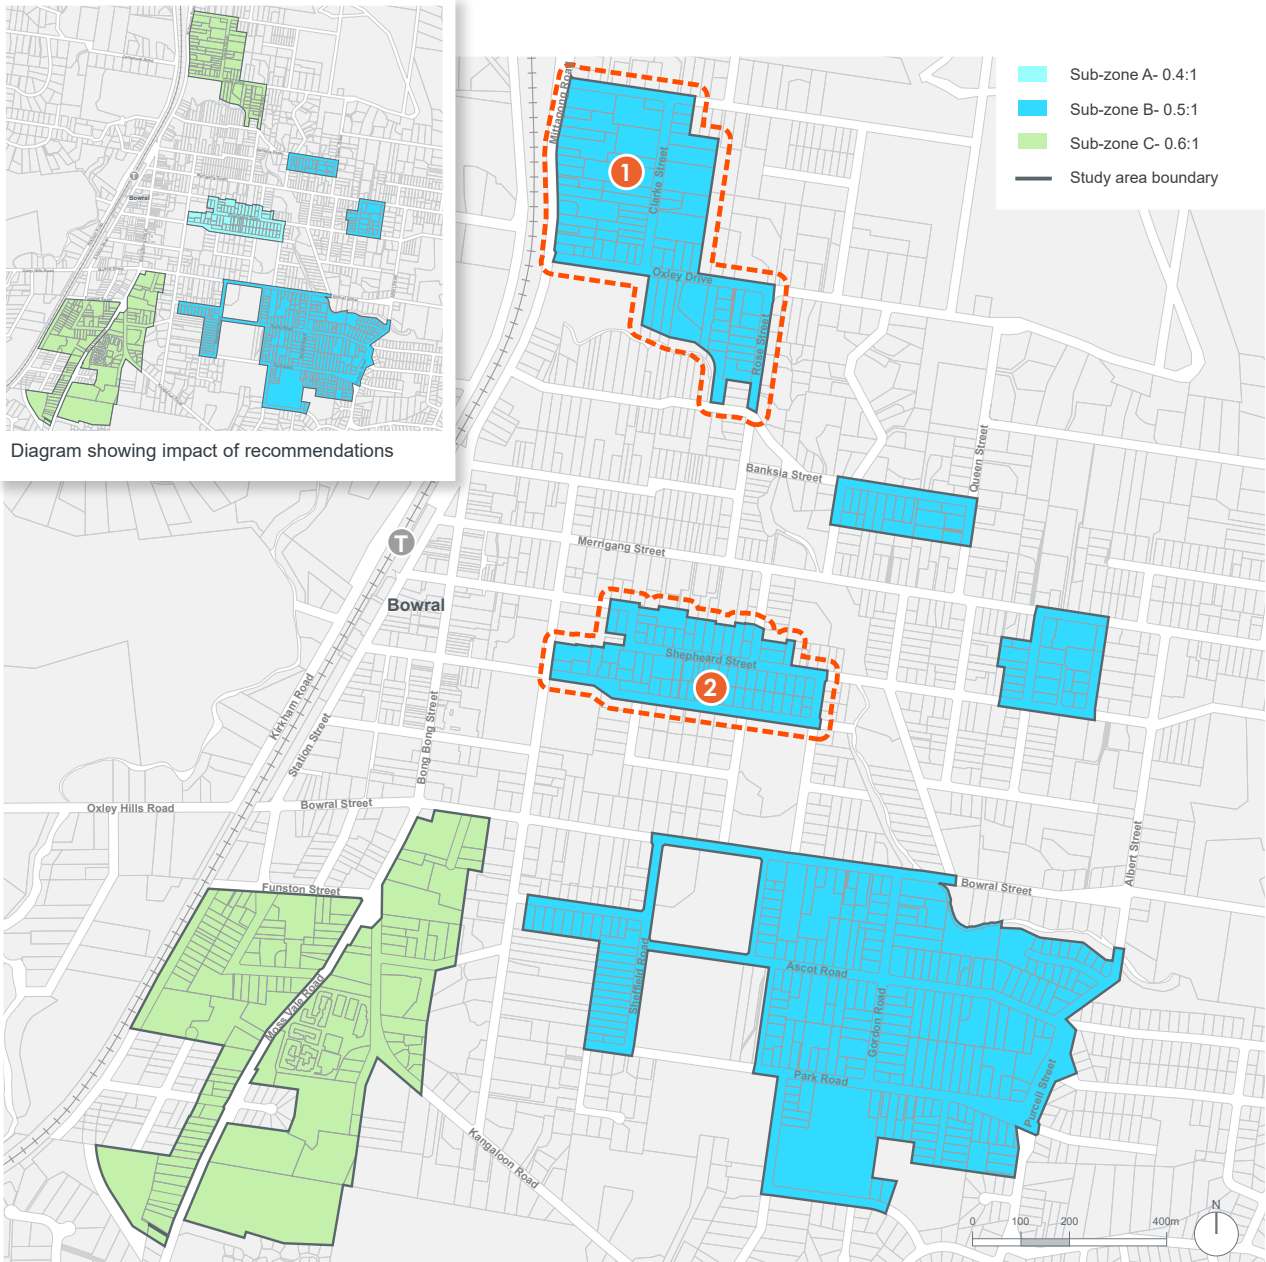 Bowral
Diagram showing impact of recommendations
Sub-zone A- 0.4:1
Sub-zone B- 0.5:1
Sub-zone C- 0.6:1
Study area boundary
Mittagong Road
1
Clarke Street
Oxley Drive
Rose Street
Queen Street
Banksia Street
T
Merrigang Street
Bowral
Shepheard Street
2
Kirkham Road
Station Street
Bong Bong Street
Oxley Hills Road
Bowral Street
Albert Street
Funston Street
Bowral Street
Sheffield Road
Ascot Road
Moss Vale Road
Gordon Road
Park Road
Purcell Street
Kangaloon Road
N
0 100 200 400m